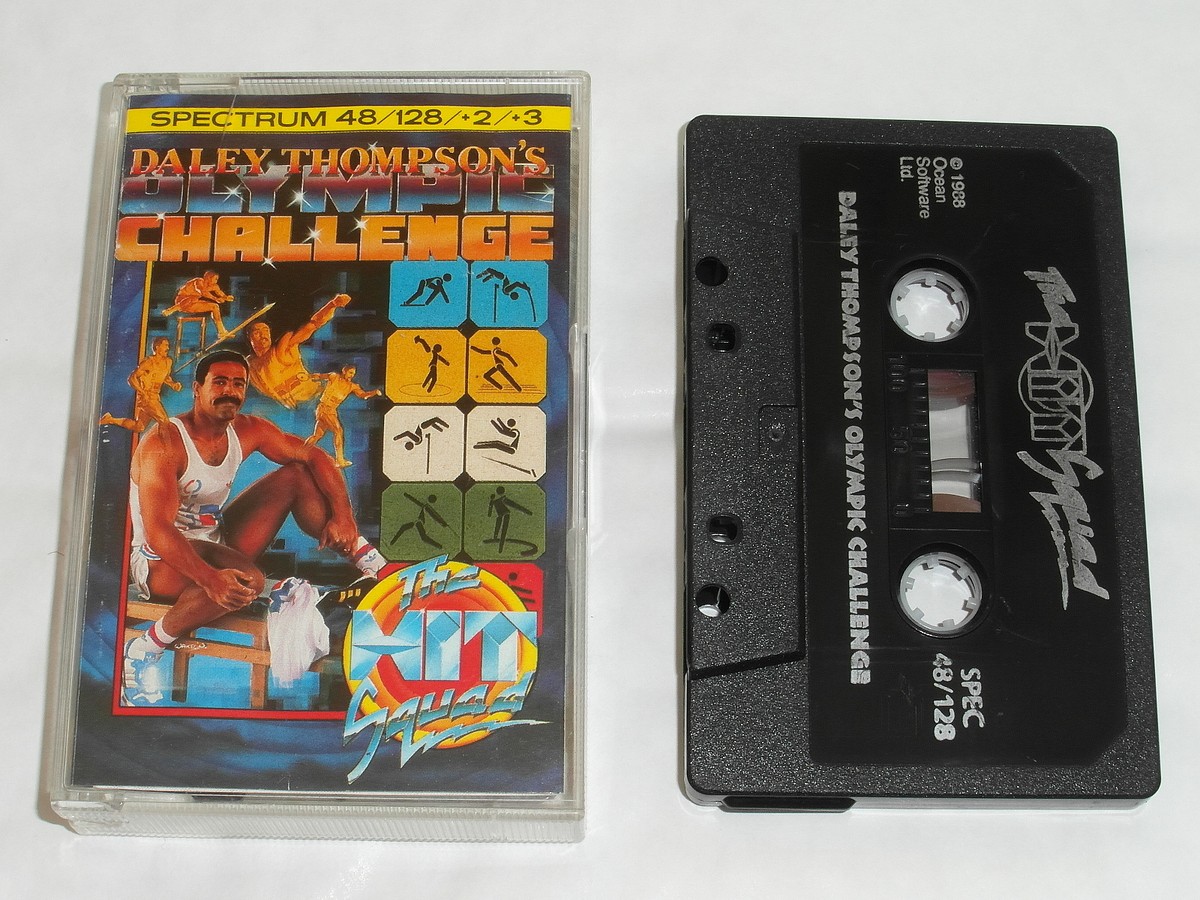 SPECTRUM 48/128/+2/+3
DALEY THOMPSON'S
OLYMPIC
CHALLENGE
The
HIT
Squad
© 1988
Ocean
Software
Ltd.
DALEY THOMPSON'S OLYMPIC CHALLENGE
The HIT Squad
SPEC
48/128